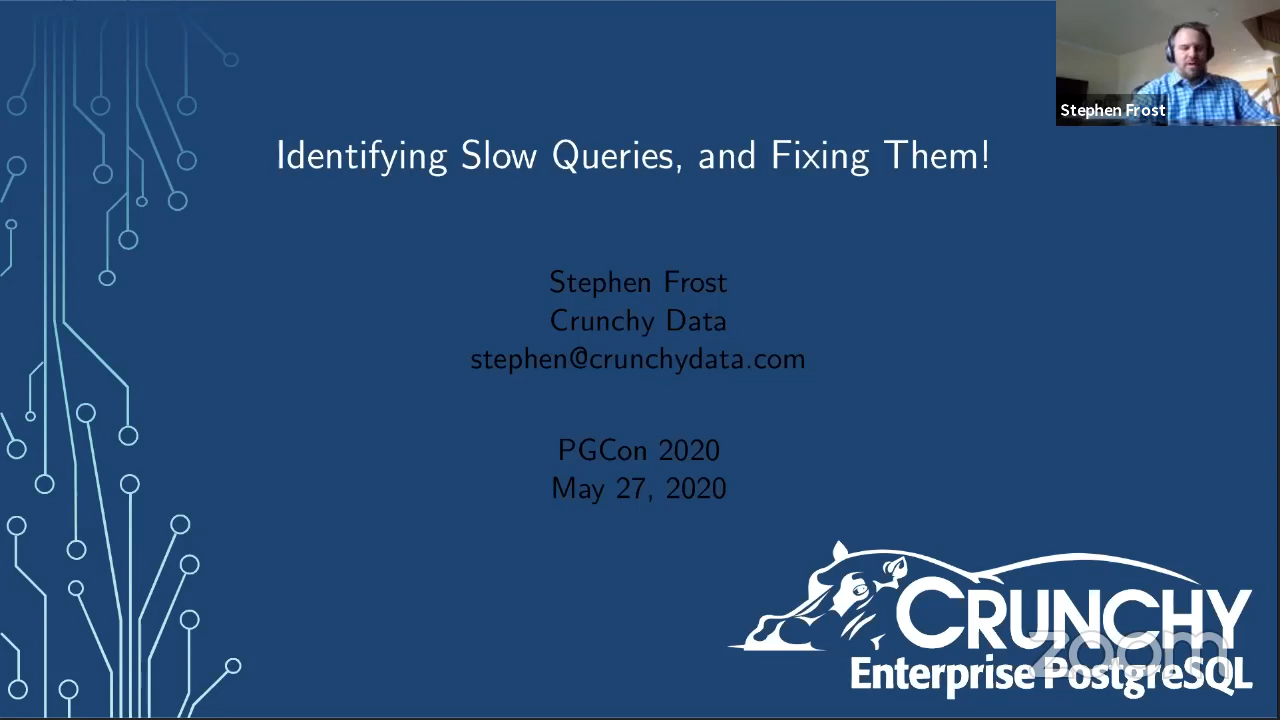 Stephen Frost
Identifying Slow Queries, and Fixing Them!
Stephen Frost
Crunchy Data
stephen@crunchydata.com
PGCon 2020
May 27, 2020
CRUNCHY
zoom
Enterprise PostgreSQL